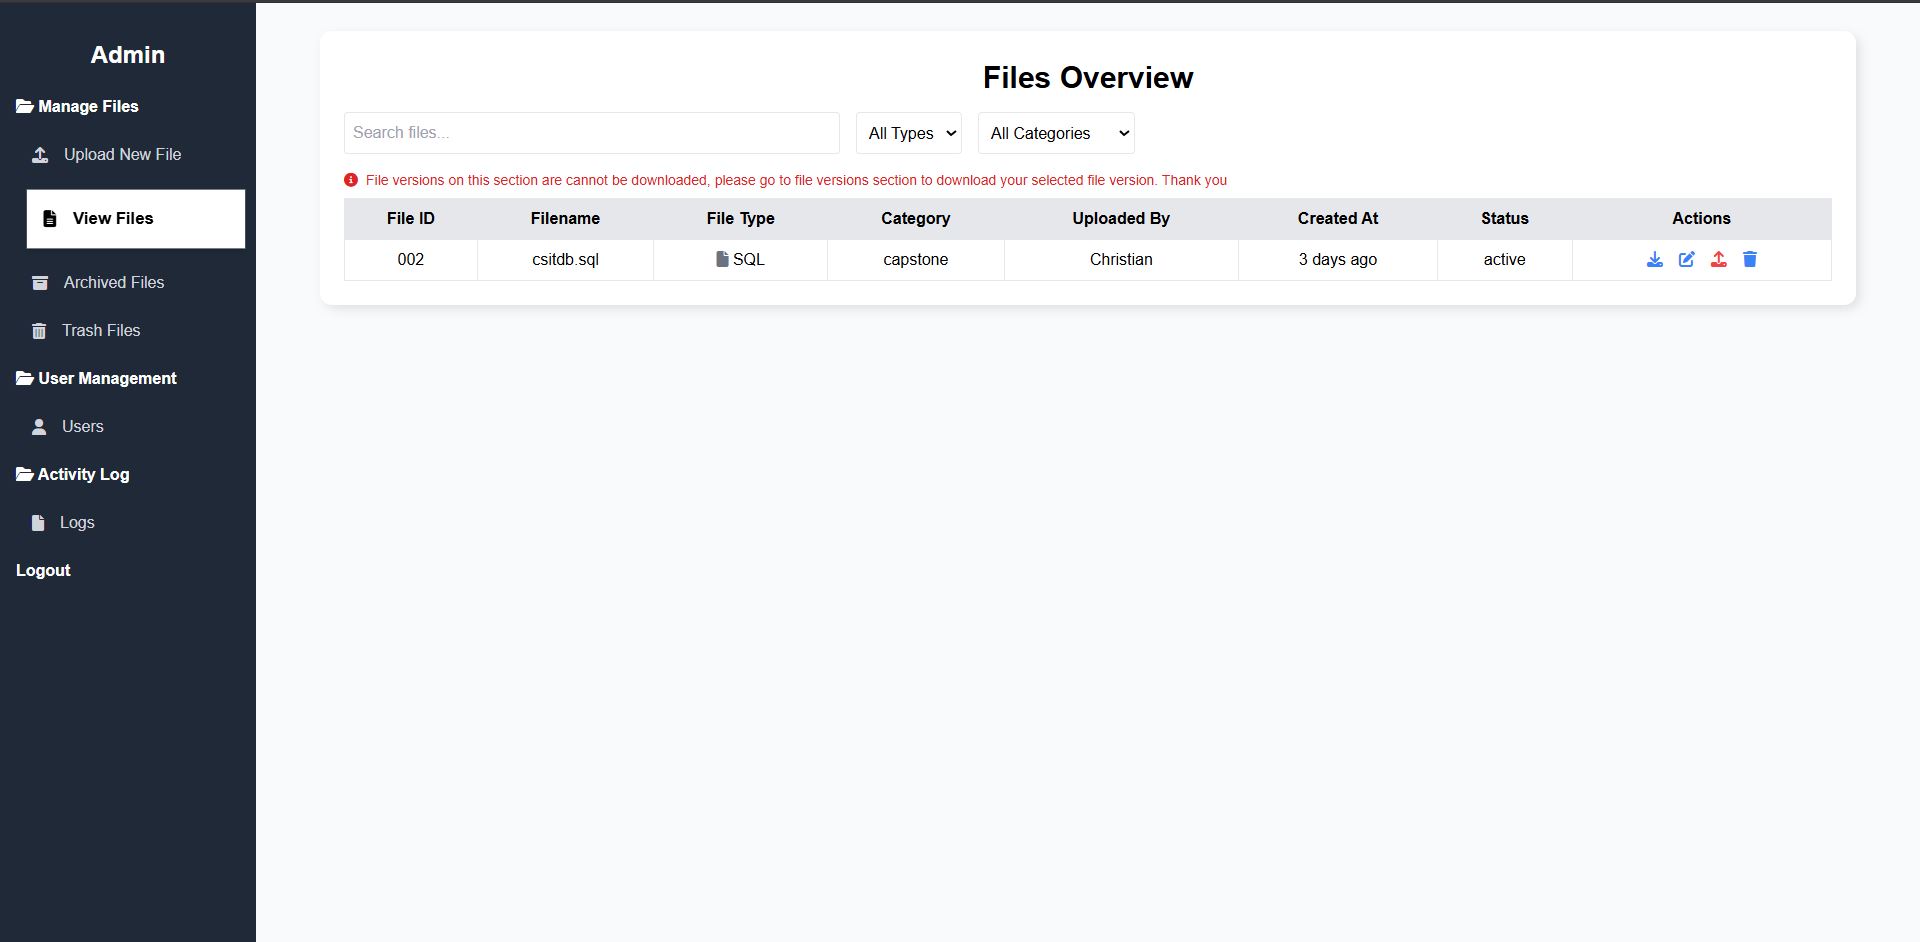 Admin
Manage Files
Upload New File
View Files
Archived Files
Trash Files
User Management
Users
Activity Log
Logs
Logout
Files Overview
Search files...
All Types
All Categories
File versions on this section are cannot be downloaded, please go to file versions section to download your selected file version. Thank you
File ID Filename File Type Category Uploaded By Created At Status Actions
002 csitdb.sql SQL capstone Christian 3 days ago active